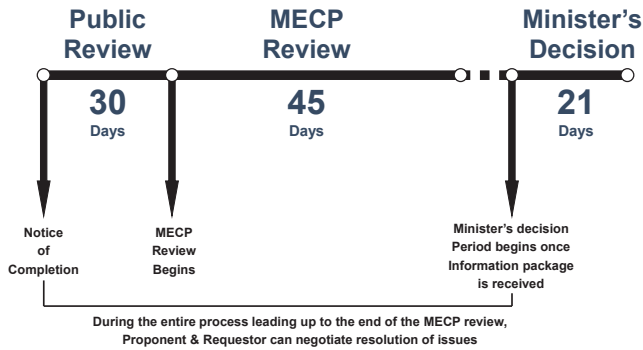 Public
Review
MECP
Review
Minister's
Decision
30
Days
45
Days
21
Days
Notice
of
Completion
MECP
Review
Begins
Minister's decision
Period begins once
Information package
is received
During the entire process leading up to the end of the MECP review,
Proponent & Requestor can negotiate resolution of issues